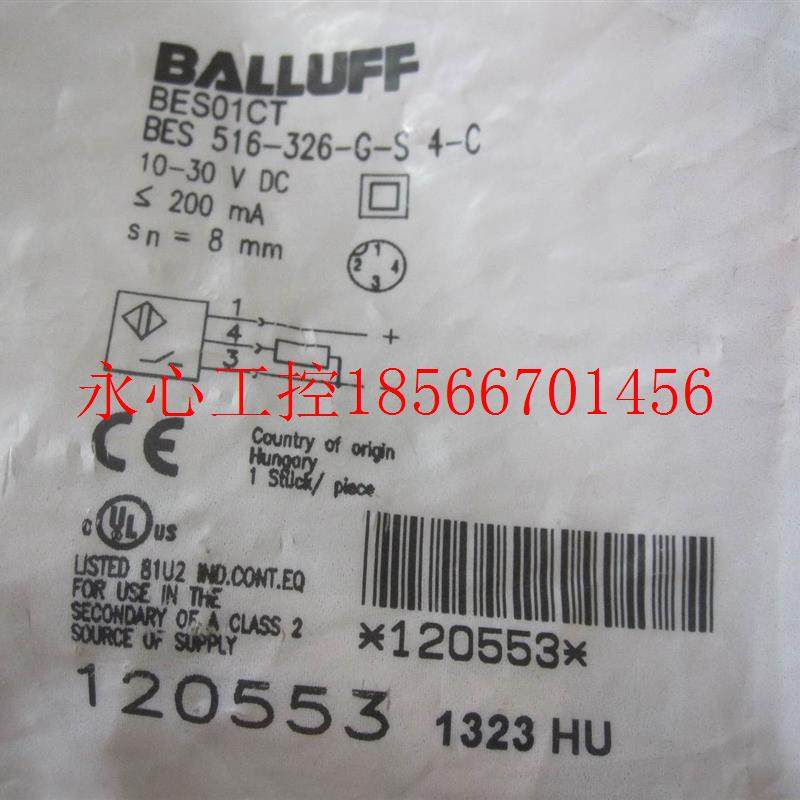 BALLUFF
BES01CT
BES 516-326-G-S 4-C
10-30 V DC
≤ 200 mA
sn = 8 mm
1
2 4
3
1
4
3
+
-
永心工控18566701456
CE
Country of origin
Hungary
1 Stück/ piece
c UL us
LISTED 81U2 IND.CONT.EQ
FOR USE IN THE
SECONDARY OF A CLASS 2
SOURCE OF SUPPLY
*120553*
120553
1323 HU